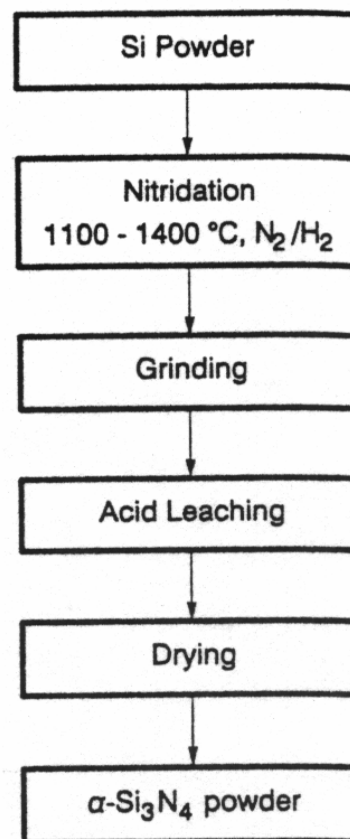 Si Powder
Nitridation
1100 - 1400 °C, N₂/H₂
Grinding
Acid Leaching
Drying
α-Si₃N₄ powder